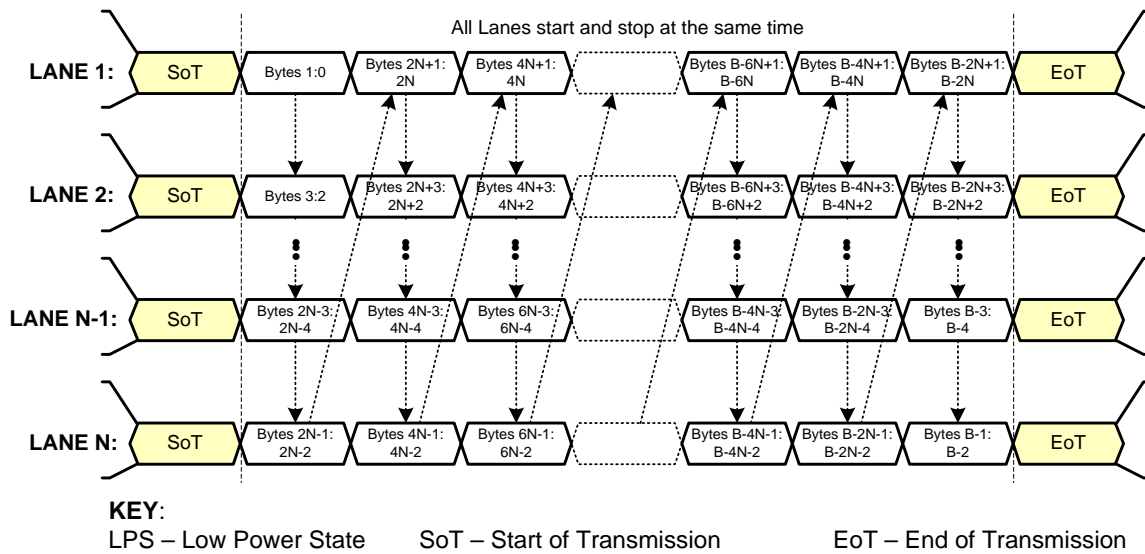 All Lanes start and stop at the same time
LANE 1:
SoT
Bytes 1:0
Bytes 2N+1:
2N
Bytes 4N+1:
4N
Bytes B-6N+1:
B-6N
Bytes B-4N+1:
B-4N
Bytes B-2N+1:
B-2N
EoT
LANE 2:
SoT
Bytes 3:2
Bytes 2N+3:
2N+2
Bytes 4N+3:
4N+2
Bytes B-6N+3:
B-6N+2
Bytes B-4N+3:
B-4N+2
Bytes B-2N+3:
B-2N+2
EoT
LANE N-1:
SoT
Bytes 2N-3:
2N-4
Bytes 4N-3:
4N-4
Bytes 6N-3:
6N-4
Bytes B-4N-3:
B-4N-4
Bytes B-2N-3:
B-2N-4
Bytes B-3:
B-4
EoT
LANE N:
SoT
Bytes 2N-1:
2N-2
Bytes 4N-1:
4N-2
Bytes 6N-1:
6N-2
Bytes B-4N-1:
B-4N-2
Bytes B-2N-1:
B-2N-2
Bytes B-1:
B-2
EoT
KEY:
LPS – Low Power State SoT – Start of Transmission EoT – End of Transmission